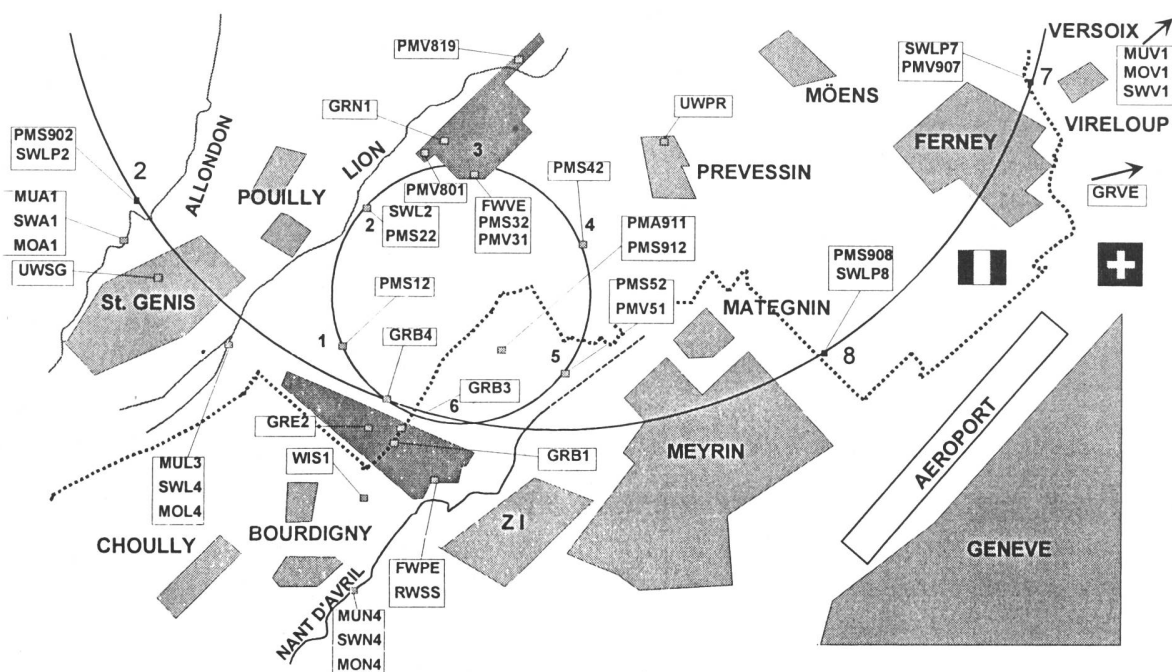 VERSOIX
PMV819
SWLP7
PMV907
7
MUV1
MOV1
SWV1
MÖENS
GRN1
UWPR
VIRELOUP
FERNEY
PMS902
SWLP2
2
ALLONDON
LION
3
PREVESSIN
PMS42
GRVE
POUILLY
PMV801
MUA1
SWA1
MOA1
2
SWL2
PMS22
FWVE
PMS32
PMV31
4
PMA911
PMS912
PMS908
SWLP8
UWSG
St. GENIS
PMS12
PMS52
PMV51
MATEGNIN
1
GRB4
5
8
GRB3
6
GRE2
WIS1
GRB1
MEYRIN
AEROPORT
MUL3
SWL4
MOL4
BOURDIGNY
CHOULLY
Z I
GENEVE
FWPE
RWSS
NANT D'AVRIL
MUN4
SWN4
MON4